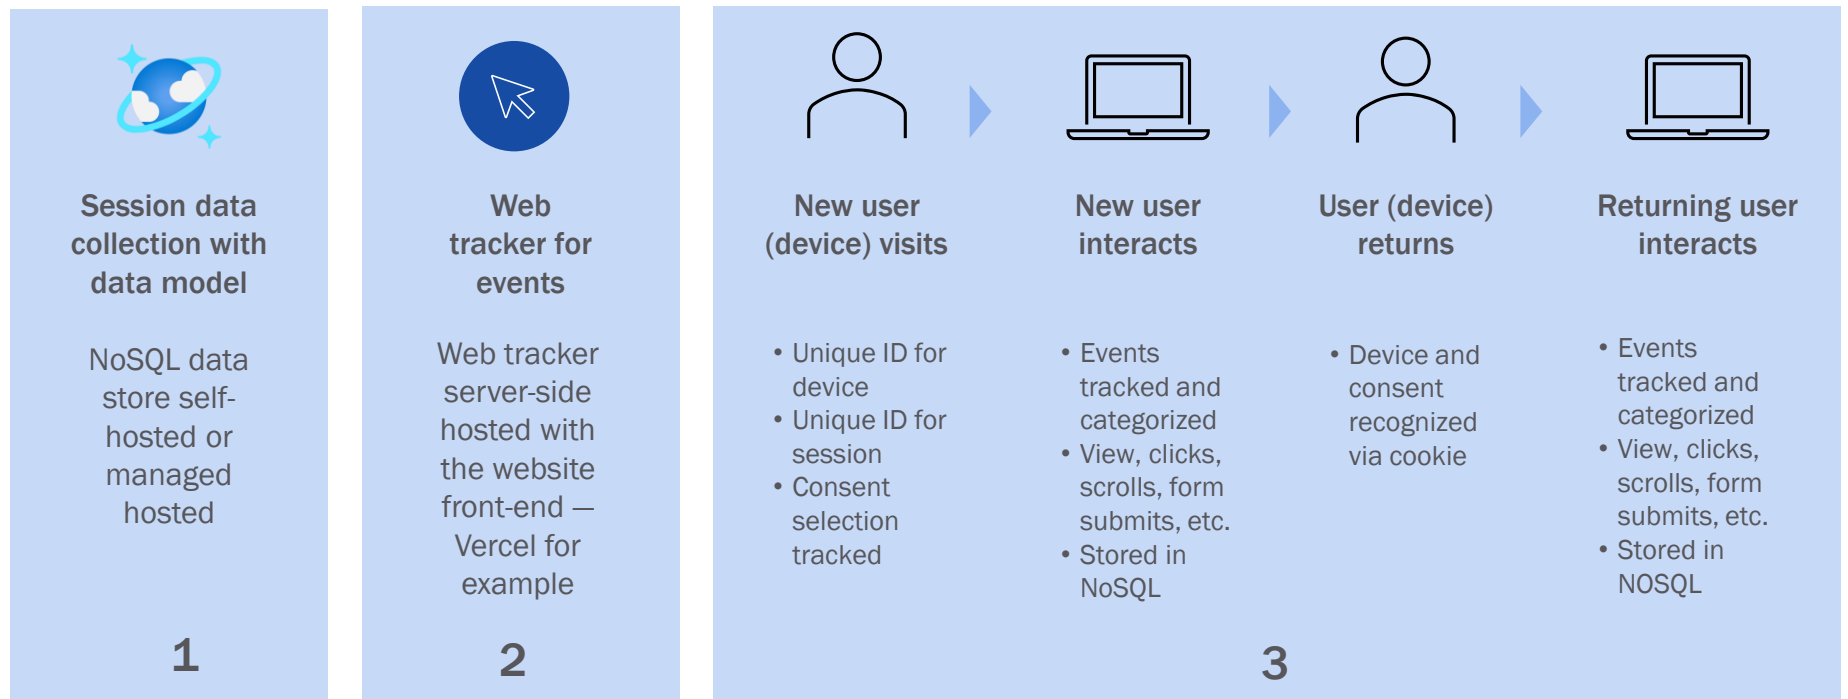 Session data
collection with
data model
NoSQL data
store self-
hosted or
managed
hosted
1
Web
tracker for
events
Web tracker
server-side
hosted with
the website
front-end —
Vercel for
example
2
New user
(device) visits
• Unique ID for
device
• Unique ID for
session
• Consent
selection
tracked
New user
interacts
• Events
tracked and
categorized
• View, clicks,
scrolls, form
submits, etc.
• Stored in
NoSQL
User (device)
returns
• Device and
consent
recognized
via cookie
Returning user
interacts
• Events
tracked and
categorized
• View, clicks,
scrolls, form
submits, etc.
• Stored in
NOSQL
3